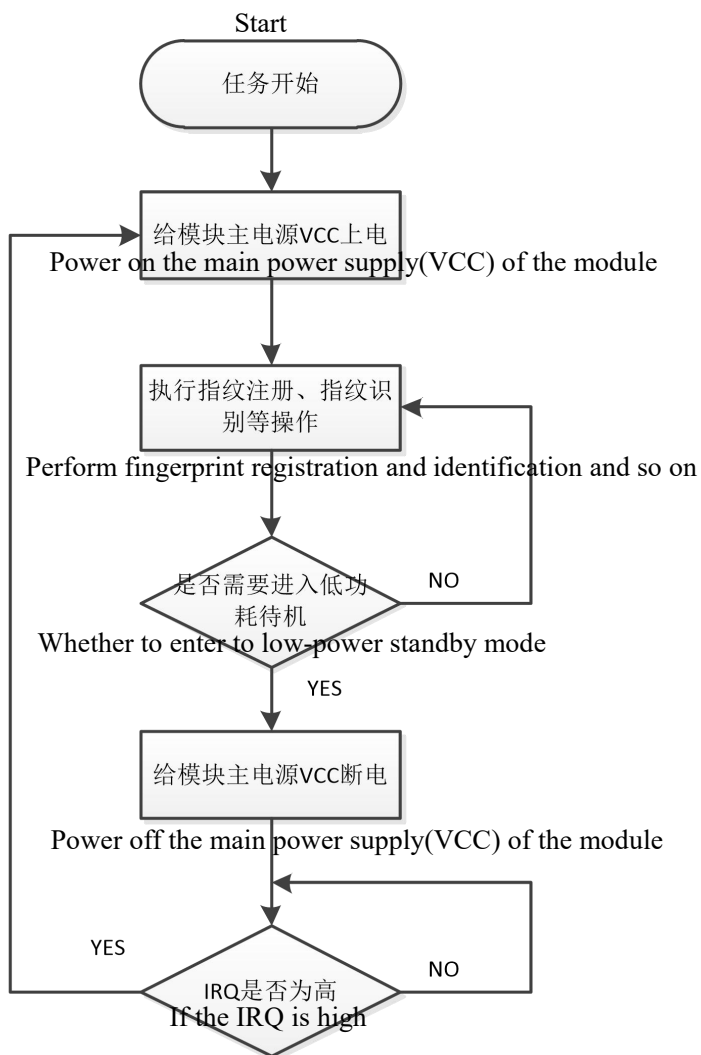 Start
任务开始
给模块主电源VCC上电
Power on the main power supply(VCC) of the module
执行指纹注册、指纹识
别等操作
Perform fingerprint registration and identification and so on
是否需要进入低功
耗待机
NO
Whether to enter to low-power standby mode
YES
给模块主电源VCC断电
Power off the main power supply(VCC) of the module
YES
NO
IRQ是否为高
If the IRQ is high